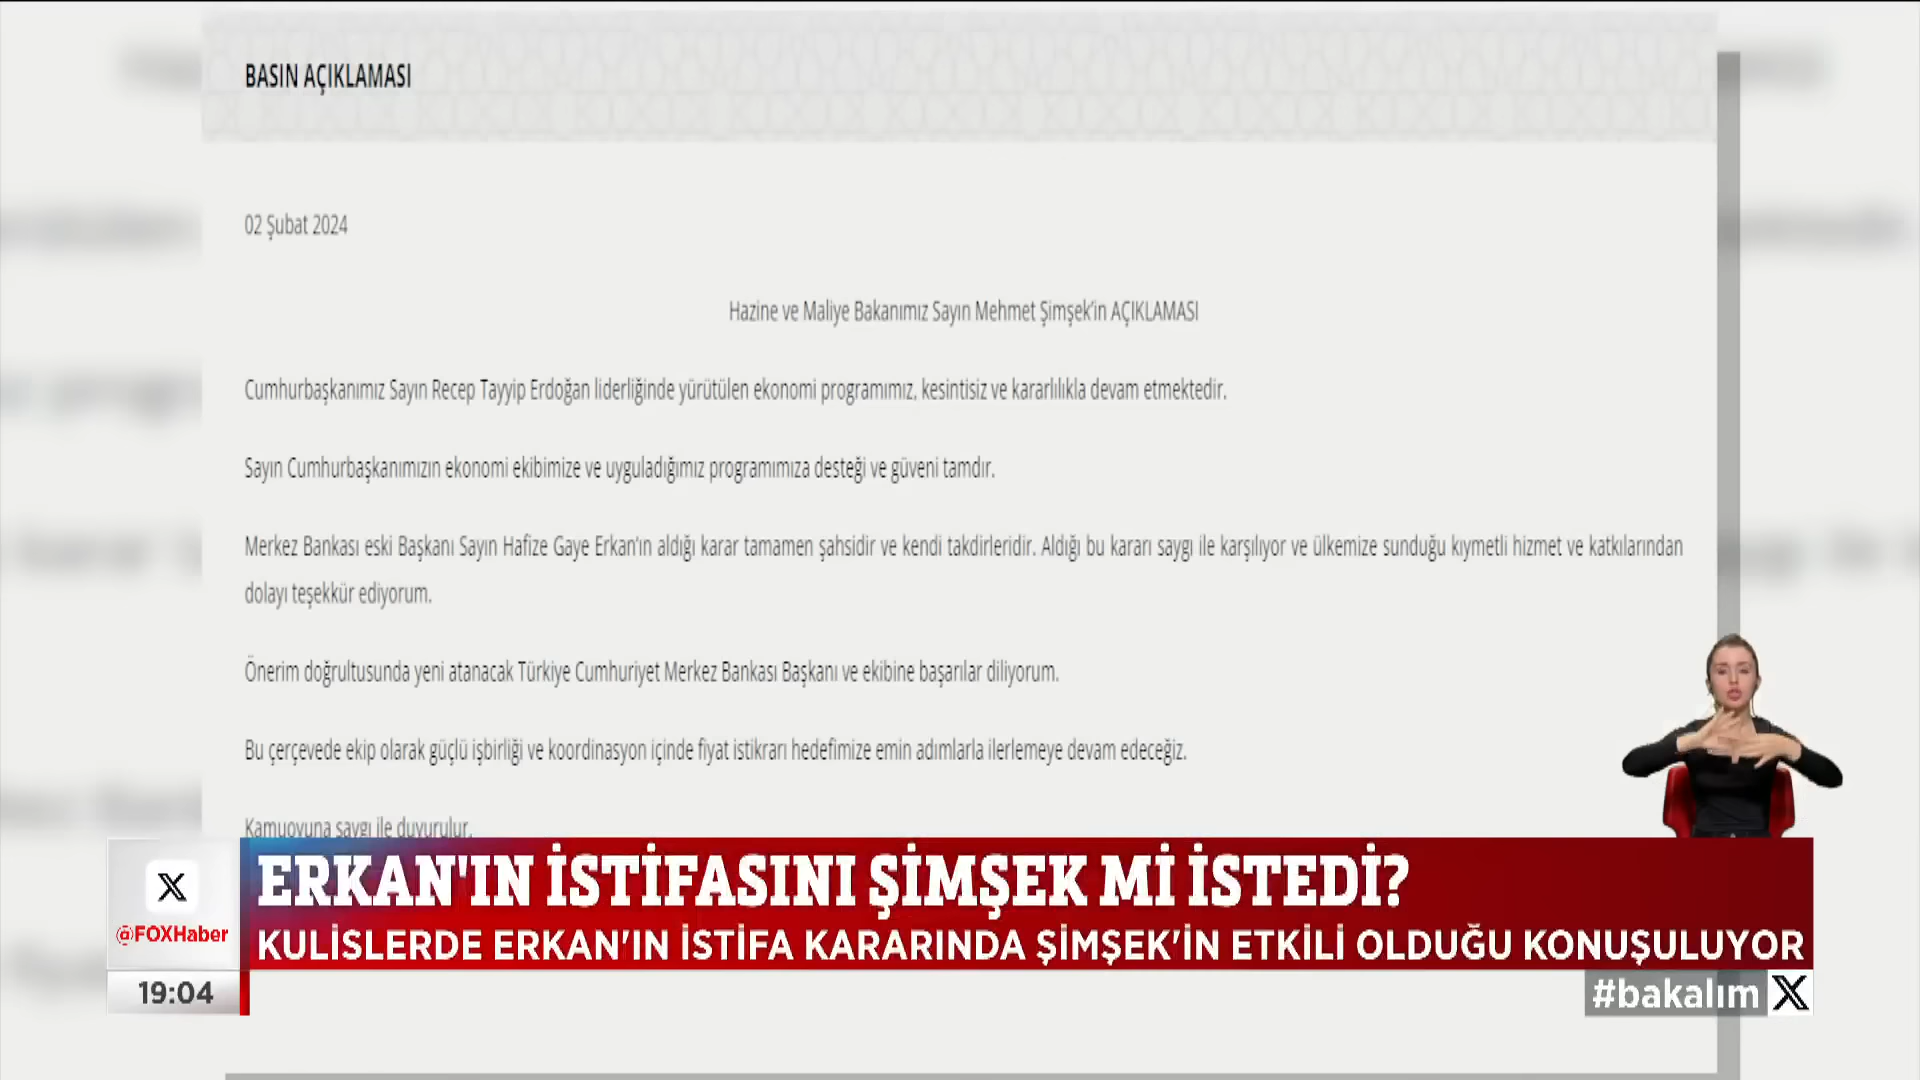 BASIN AÇIKLAMASI
02 Şubat 2024
Hazine ve Maliye Bakanımız Sayın Mehmet Şimşek'in AÇIKLAMASI
Cumhurbaşkanımız Sayın Recep Tayyip Erdoğan liderliğinde yürütülen ekonomi programımız, kesintisiz ve kararlılıkla devam etmektedir.
Sayın Cumhurbaşkanımızın ekonomi ekibimize ve uyguladığımız programımıza desteği ve güveni tamdır.
Merkez Bankası eski Başkanı Sayın Hafize Gaye Erkan'ın aldığı karar tamamen şahsidir ve kendi takdirleridir. Aldığı bu kararı saygı ile karşılıyor ve ülkemize sunduğu kıymetli hizmet ve katkılarından
dolayı teşekkür ediyorum.
Önerim doğrultusunda yeni atanacak Türkiye Cumhuriyet Merkez Bankası Başkanı ve ekibine başarılar diliyorum.
Bu çerçevede ekip olarak güçlü işbirliği ve koordinasyon içinde fiyat istikrarı hedefimize emin adımlarla ilerlemeye devam edeceğiz.
Kamuoyuna saygı ile duyurulur.
ERKAN'IN İSTİFASINI ŞİMŞEK Mİ İSTEDİ?
@FOXHaber
KULİSLERDE ERKAN'IN İSTİFA KARARINDA ŞİMŞEK'İN ETKİLİ OLDUĞU KONUŞULUYOR
19:04
#bakalım